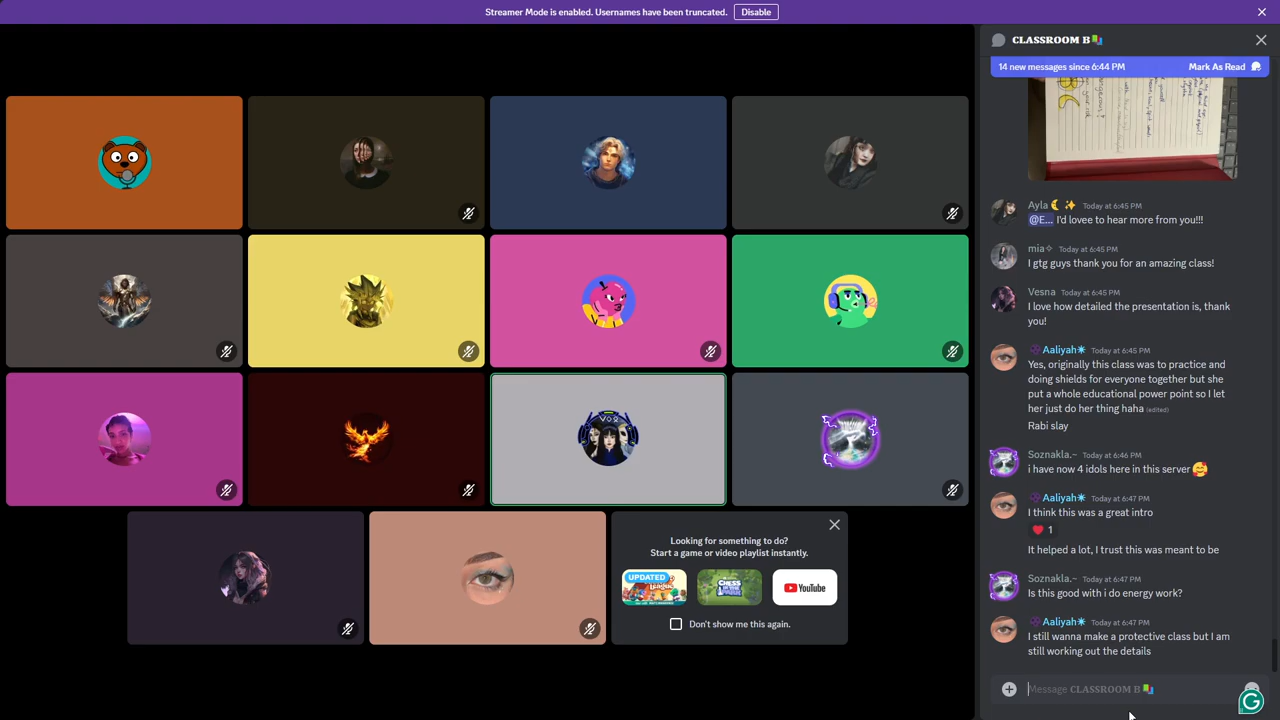 Streamer Mode is enabled. Usernames have been truncated. Disable
CLASSROOM B
14 new messages since 6:44 PM Mark As Read
Ayla Today at 6:45 PM
@E... I'd lovee to hear more from you!!!
mia✧ Today at 6:45 PM
I gtg guys thank you for an amazing class!
Vesna Today at 6:45 PM
I love how detailed the presentation is, thank
you!
Aaliyah Today at 6:45 PM
Yes, originally this class was to practice and
doing shields for everyone together but she
put a whole educational power point so I let
her just do her thing haha (edited)
Rabi slay
Soznakla.~ Today at 6:46 PM
i have now 4 idols here in this server
Aaliyah Today at 6:47 PM
I think this was a great intro
1
It helped a lot, I trust this was meant to be
Soznakla.~ Today at 6:47 PM
Is this good with i do energy work?
Aaliyah Today at 6:47 PM
I still wanna make a protective class but I am
still working out the details
Message CLASSROOM B
Looking for something to do?
Start a game or video playlist instantly.
UPDATED
YouTube
Don't show me this again.